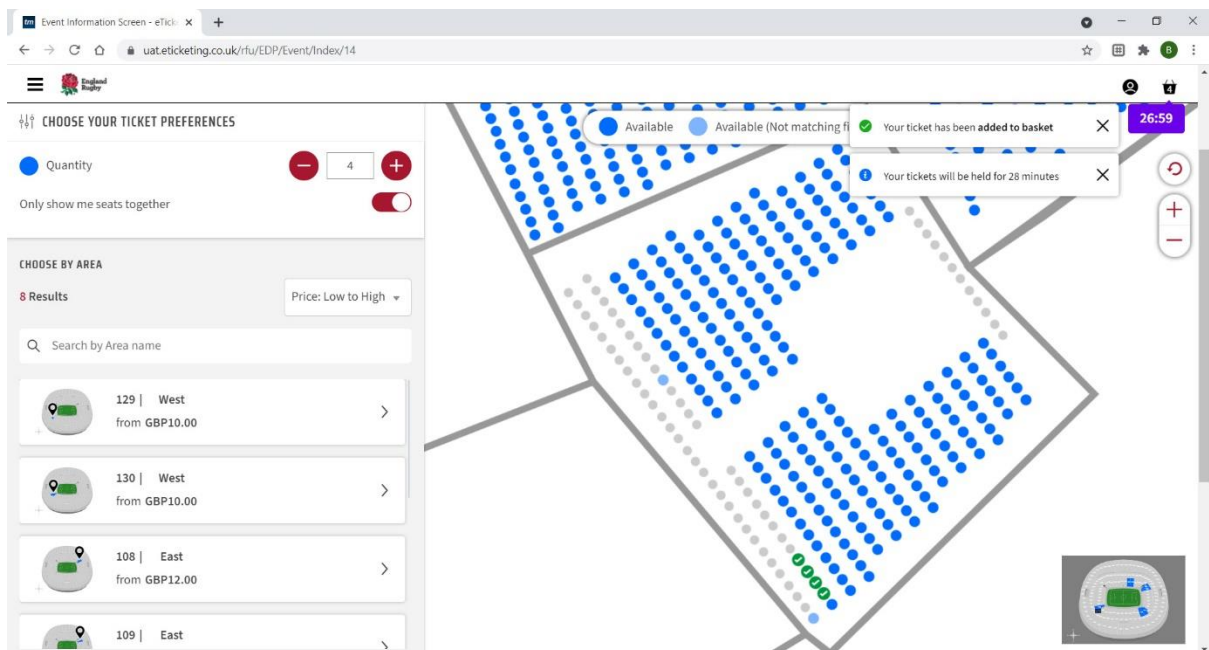 tm Event Information Screen - eTick
uat.eticketing.co.uk/rfu/EDP/Event/Index/14
B
England
Rugby
4
26:59
CHOOSE YOUR TICKET PREFERENCES
Quantity
4
Only show me seats together
CHOOSE BY AREA
8 Results
Price: Low to High
Search by Area name
129 | West
from GBP10.00
130 | West
from GBP10.00
108 | East
from GBP12.00
109 | East
Available
Available (Not matching fi
Your ticket has been added to basket
Your tickets will be held for 28 minutes